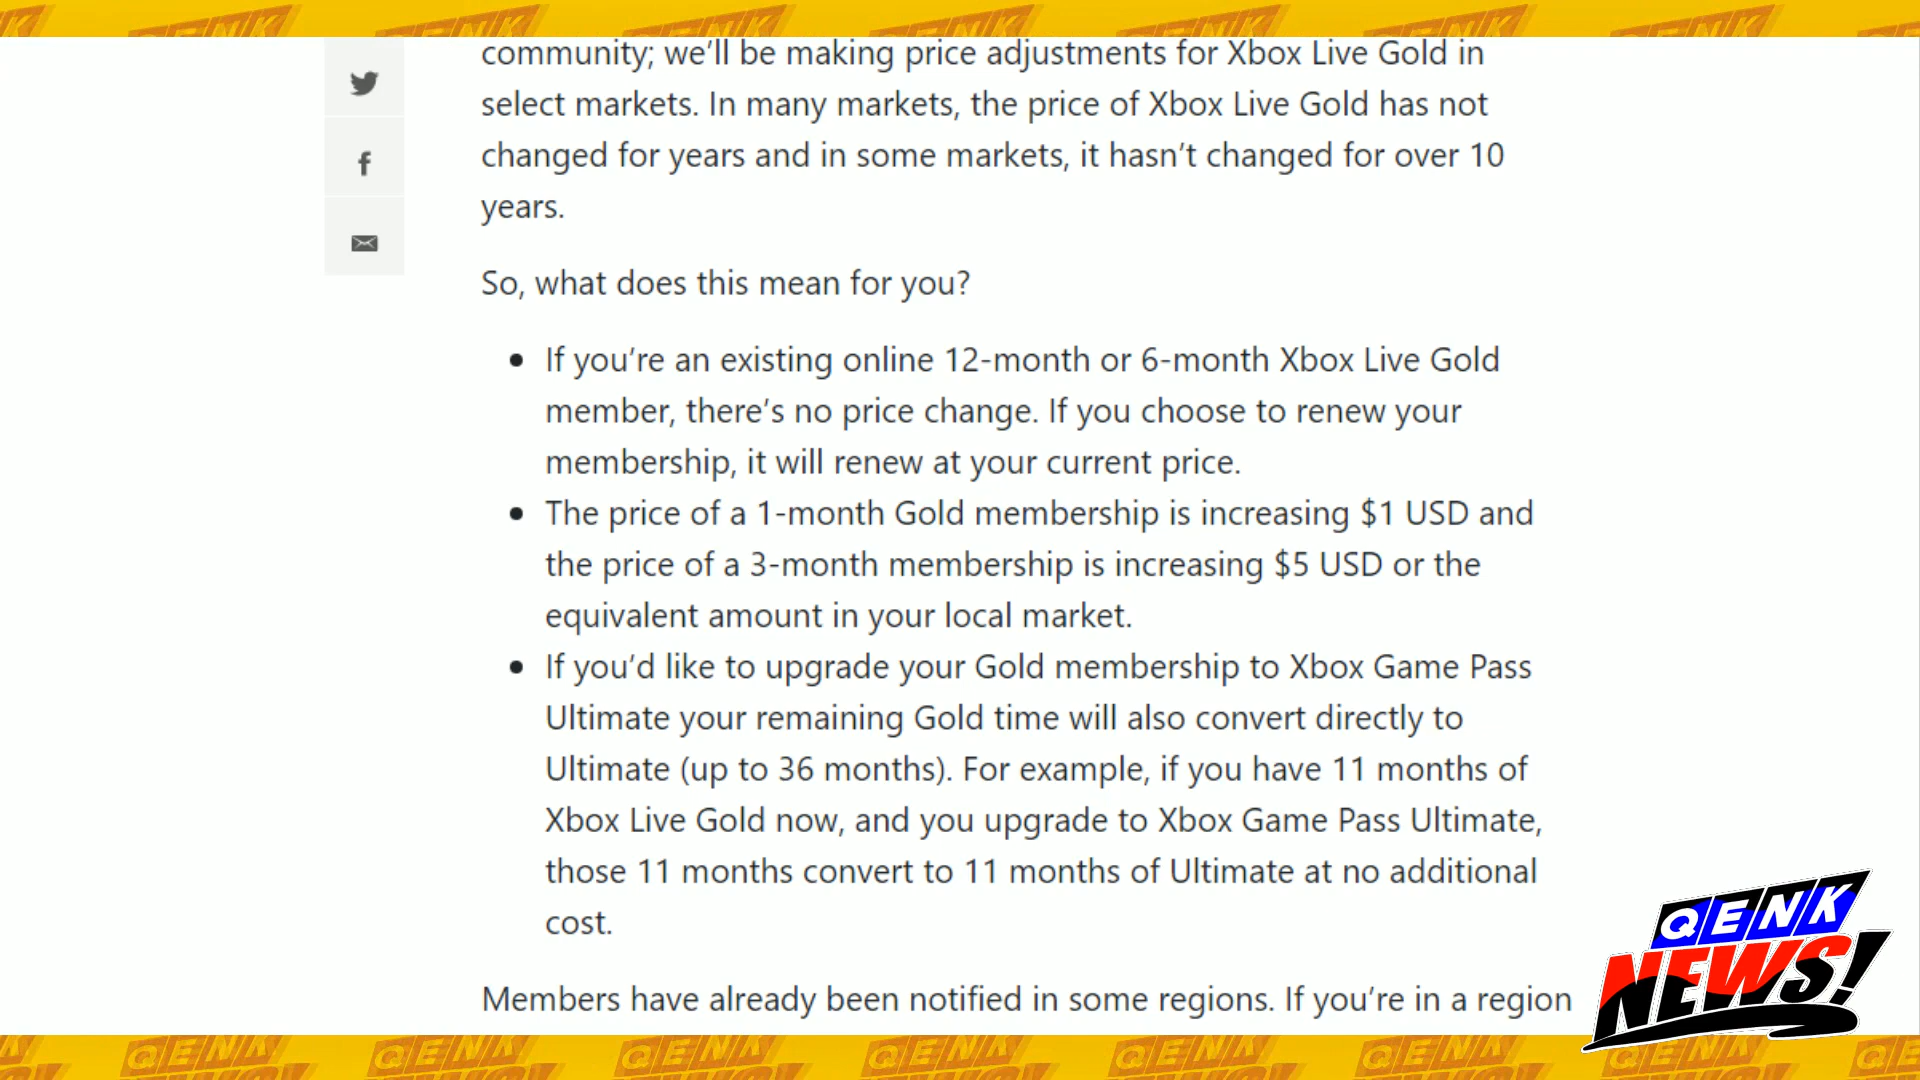 community; we’ll be making price adjustments for Xbox Live Gold in
select markets. In many markets, the price of Xbox Live Gold has not
changed for years and in some markets, it hasn’t changed for over 10
years.
So, what does this mean for you?
If you’re an existing online 12-month or 6-month Xbox Live Gold
member, there’s no price change. If you choose to renew your
membership, it will renew at your current price.
The price of a 1-month Gold membership is increasing $1 USD and
the price of a 3-month membership is increasing $5 USD or the
equivalent amount in your local market.
If you’d like to upgrade your Gold membership to Xbox Game Pass
Ultimate your remaining Gold time will also convert directly to
Ultimate (up to 36 months). For example, if you have 11 months of
Xbox Live Gold now, and you upgrade to Xbox Game Pass Ultimate,
those 11 months convert to 11 months of Ultimate at no additional
cost.
Members have already been notified in some regions. If you’re in a region
QENK
NEWS!
QENK QENK QENK QENK QENK QENK QENK